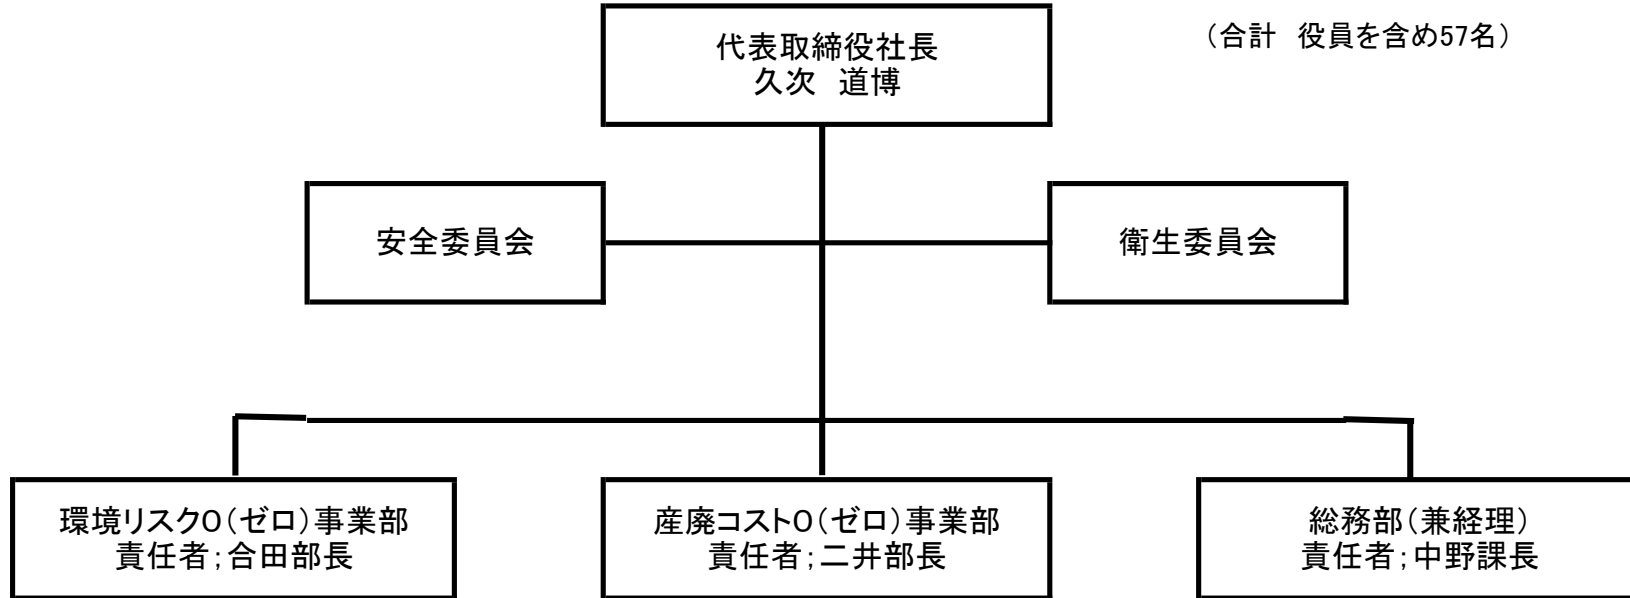 代表取締役社長
久次　道博
（合計　役員を含め57名）
安全委員会
衛生委員会
環境リスク0（ゼロ）事業部
責任者；合田部長
産廃コスト0（ゼロ）事業部
責任者；二井部長
総務部（兼経理）
責任者；中野課長